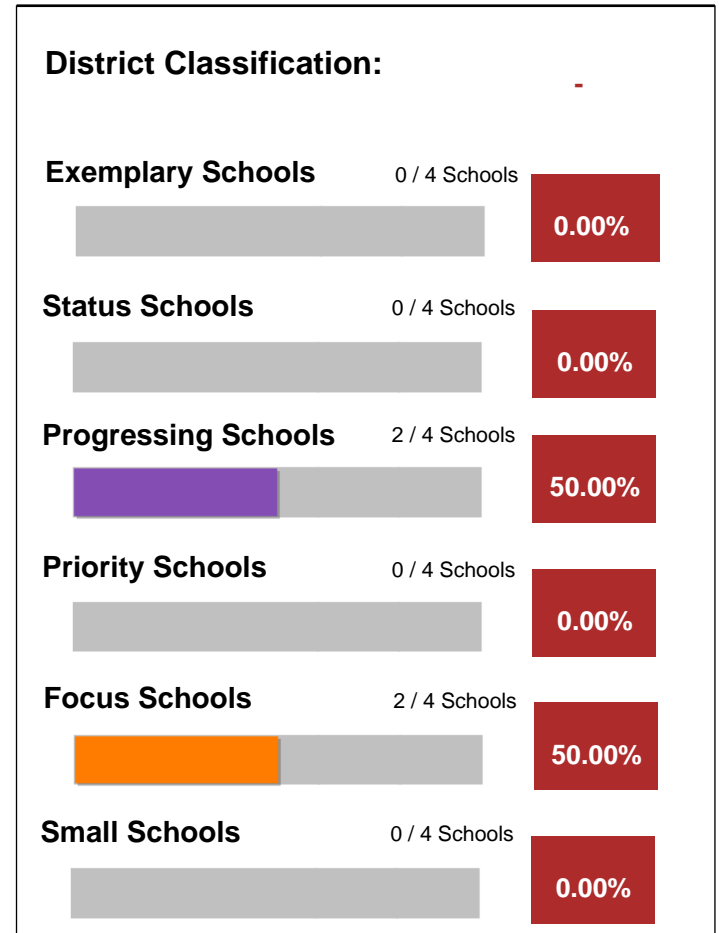 District Classification:
-
Exemplary Schools 0 / 4 Schools
0.00%
Status Schools 0 / 4 Schools
0.00%
Progressing Schools 2 / 4 Schools
50.00%
Priority Schools 0 / 4 Schools
0.00%
Focus Schools 2 / 4 Schools
50.00%
Small Schools 0 / 4 Schools
0.00%